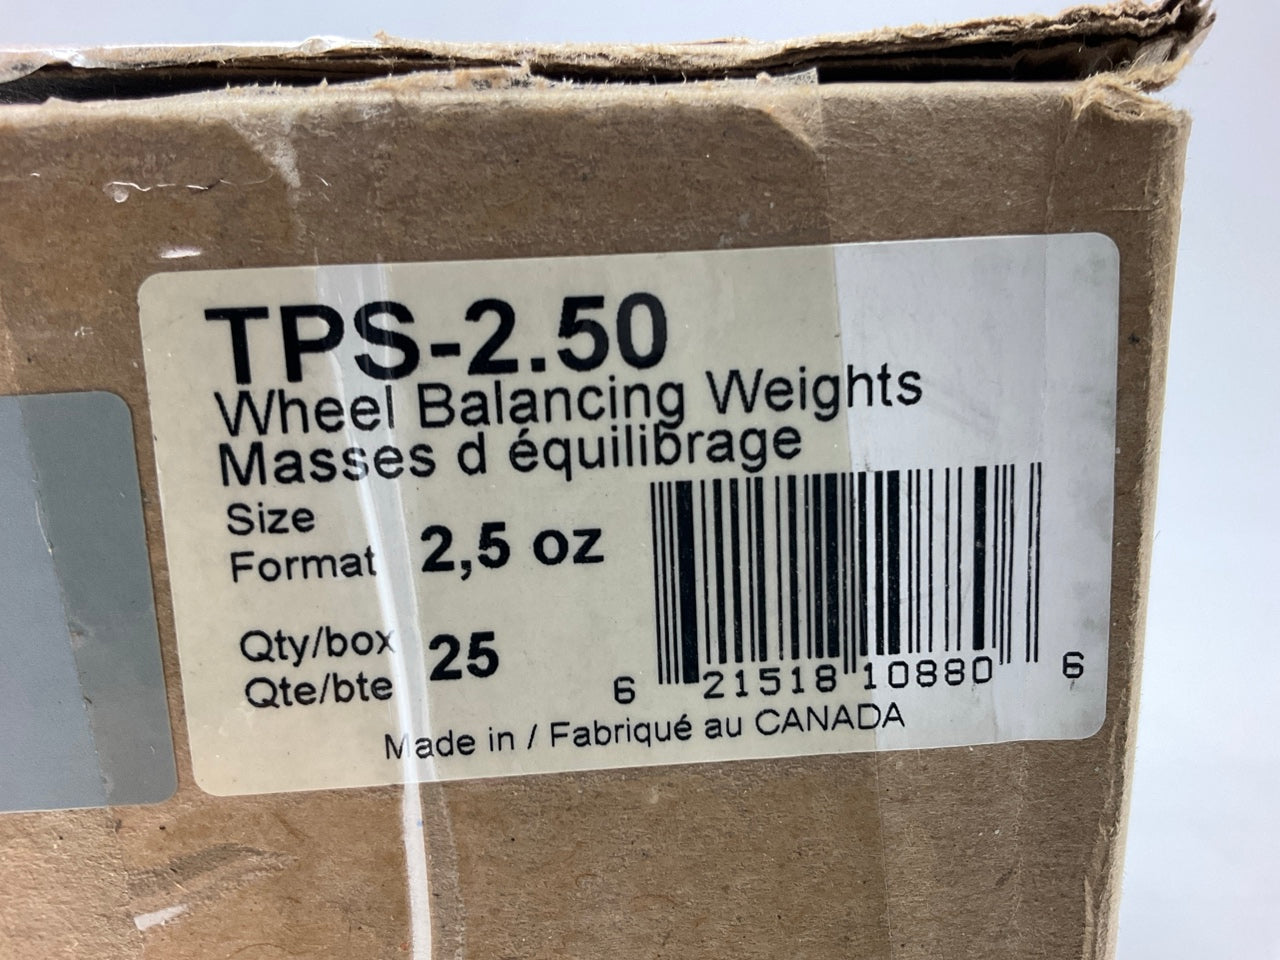 TPS-2.50
Wheel Balancing Weights
Masses d équilibrage
Size
Format 2,5 oz
Qty/box
Qte/bte 25
6 21518 10880 6
Made in / Fabriqué au CANADA